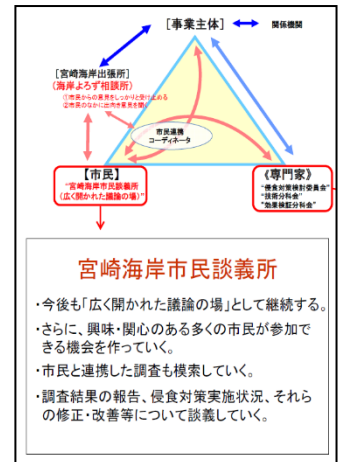 [事業主体]
関係機関
[宮崎海岸出張所]
(海岸よろず相談所)
①市民からの意見をしっかりと受け止める
②市民のなかに出向き意見を聞く
市民連携
コーディネータ
【市民】
“宮崎海岸市民談義所
(広く開かれた議論の場)”
《専門家》
“侵食対策検討委員会”
“技術分科会”
“効果検証分科会”
宮崎海岸市民談義所
・今後も「広く開かれた議論の場」として継続する。
・さらに、興味・関心のある多くの市民が参加で
きる機会を作っていく。
・市民と連携した調査も模索していく。
・調査結果の報告、侵食対策実施状況、それら
の修正・改善等について談義していく。